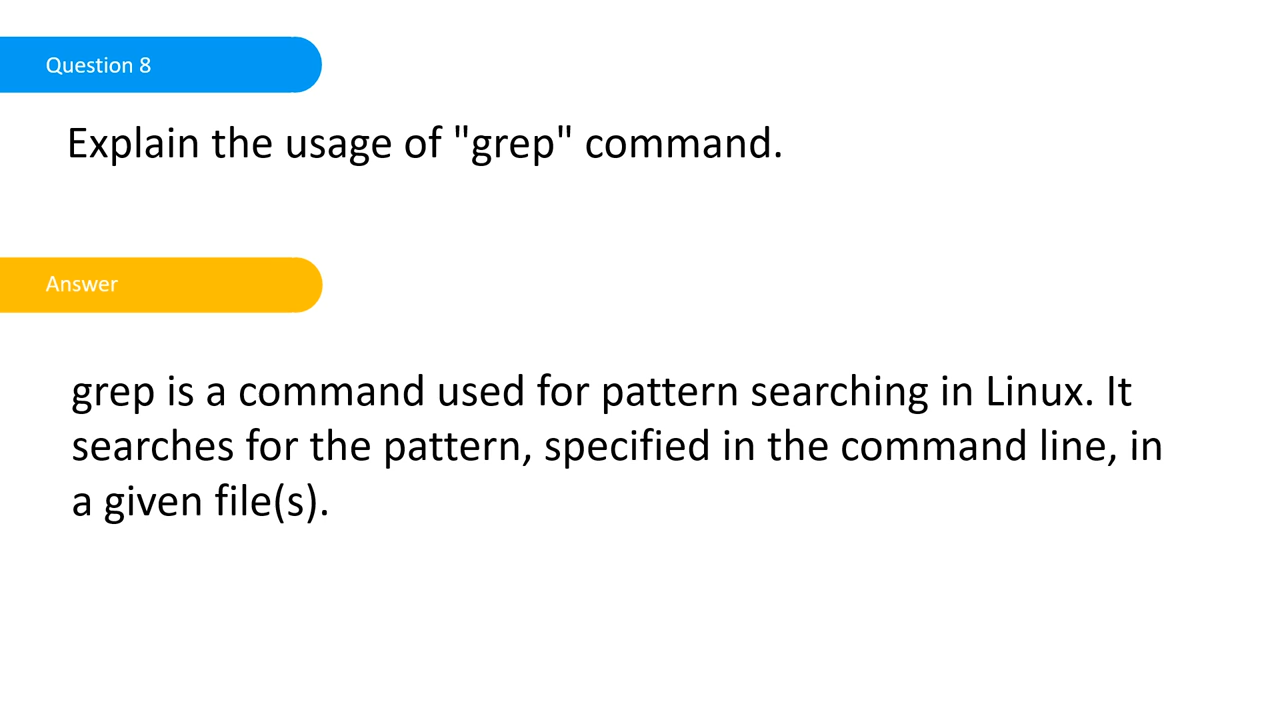 Question 8
Explain the usage of "grep" command.
Answer
grep is a command used for pattern searching in Linux. It
searches for the pattern, specified in the command line, in
a given file(s).